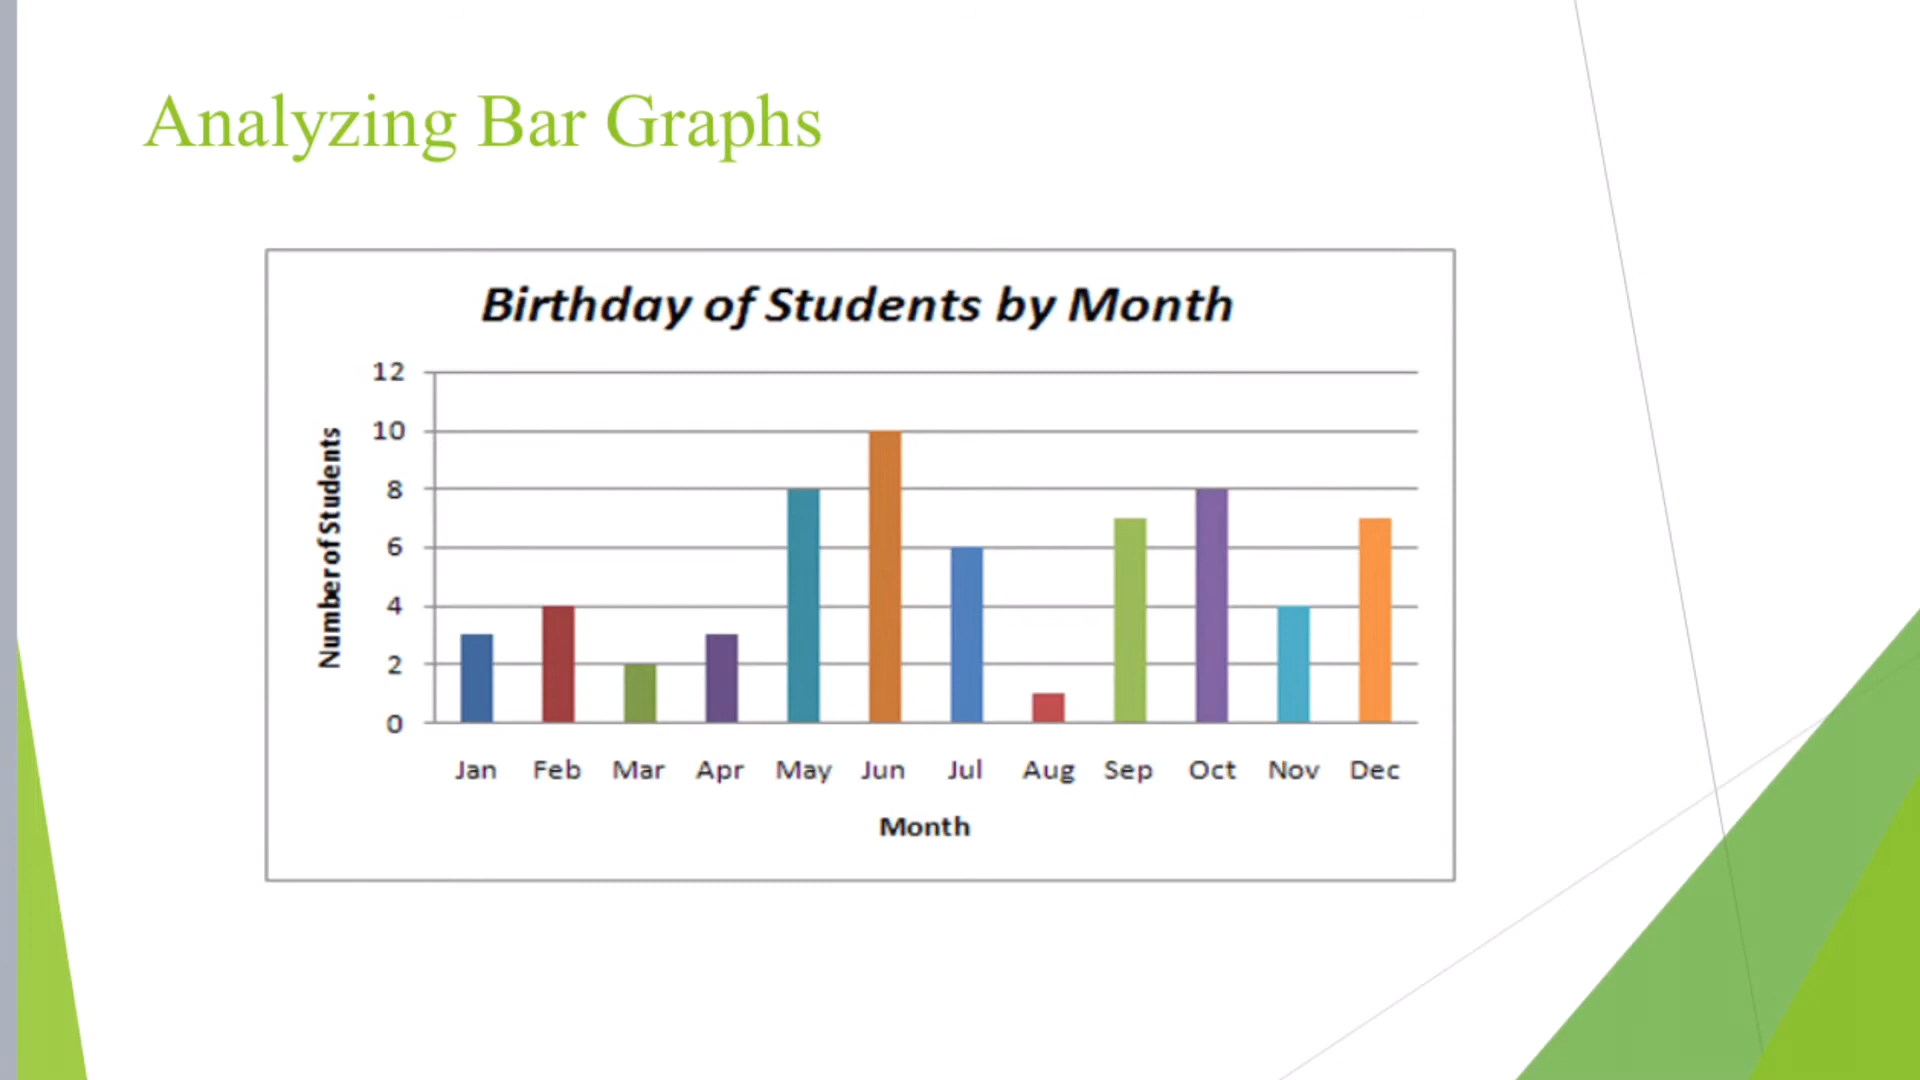 Analyzing Bar Graphs
Birthday of Students by Month
12
10
8
6
4
2
0
Number of Students
Jan Feb Mar Apr May Jun Jul Aug Sep Oct Nov Dec
Month